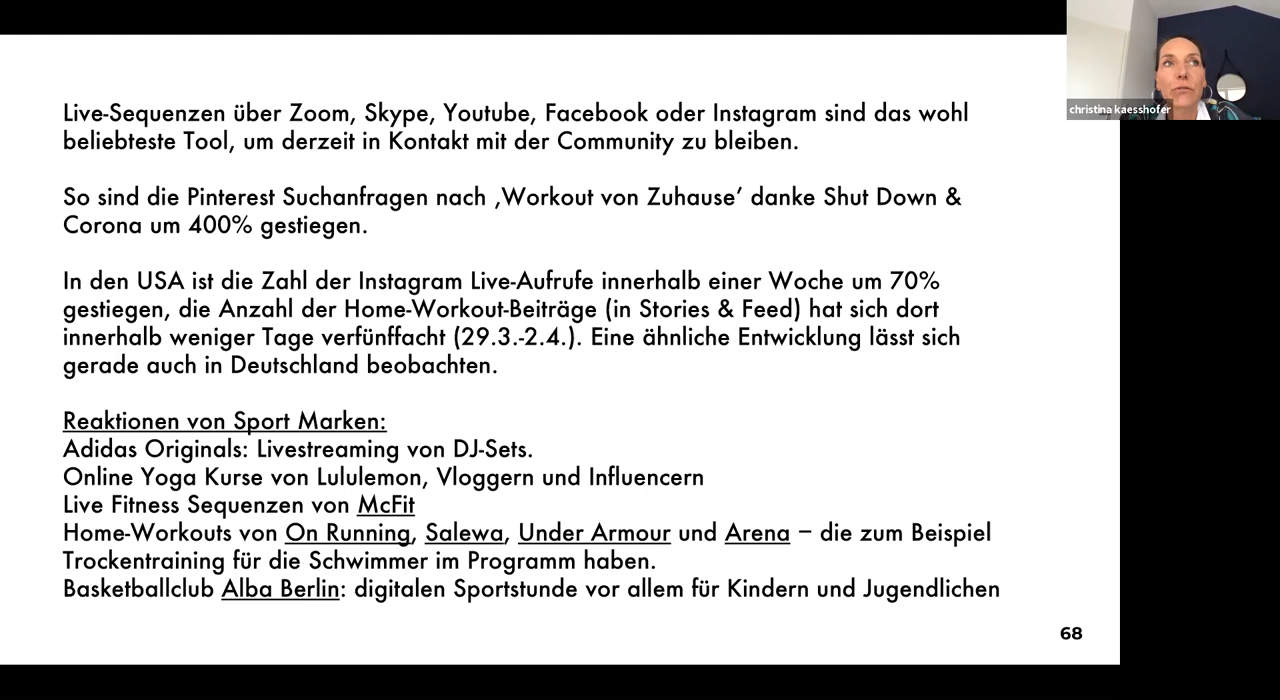 christina kaesshofer
Live-Sequenzen über Zoom, Skype, Youtube, Facebook oder Instagram sind das wohl
beliebteste Tool, um derzeit in Kontakt mit der Community zu bleiben.
So sind die Pinterest Suchanfragen nach ‚Workout von Zuhause’ danke Shut Down &
Corona um 400% gestiegen.
In den USA ist die Zahl der Instagram Live-Aufrufe innerhalb einer Woche um 70%
gestiegen, die Anzahl der Home-Workout-Beiträge (in Stories & Feed) hat sich dort
innerhalb weniger Tage verfünffacht (29.3.-2.4.). Eine ähnliche Entwicklung lässt sich
gerade auch in Deutschland beobachten.
Reaktionen von Sport Marken:
Adidas Originals: Livestreaming von DJ-Sets.
Online Yoga Kurse von Lululemon, Vloggern und Influencern
Live Fitness Sequenzen von McFit
Home-Workouts von On Running, Salewa, Under Armour und Arena – die zum Beispiel
Trockentraining für die Schwimmer im Programm haben.
Basketballclub Alba Berlin: digitalen Sportstunde vor allem für Kindern und Jugendlichen
68